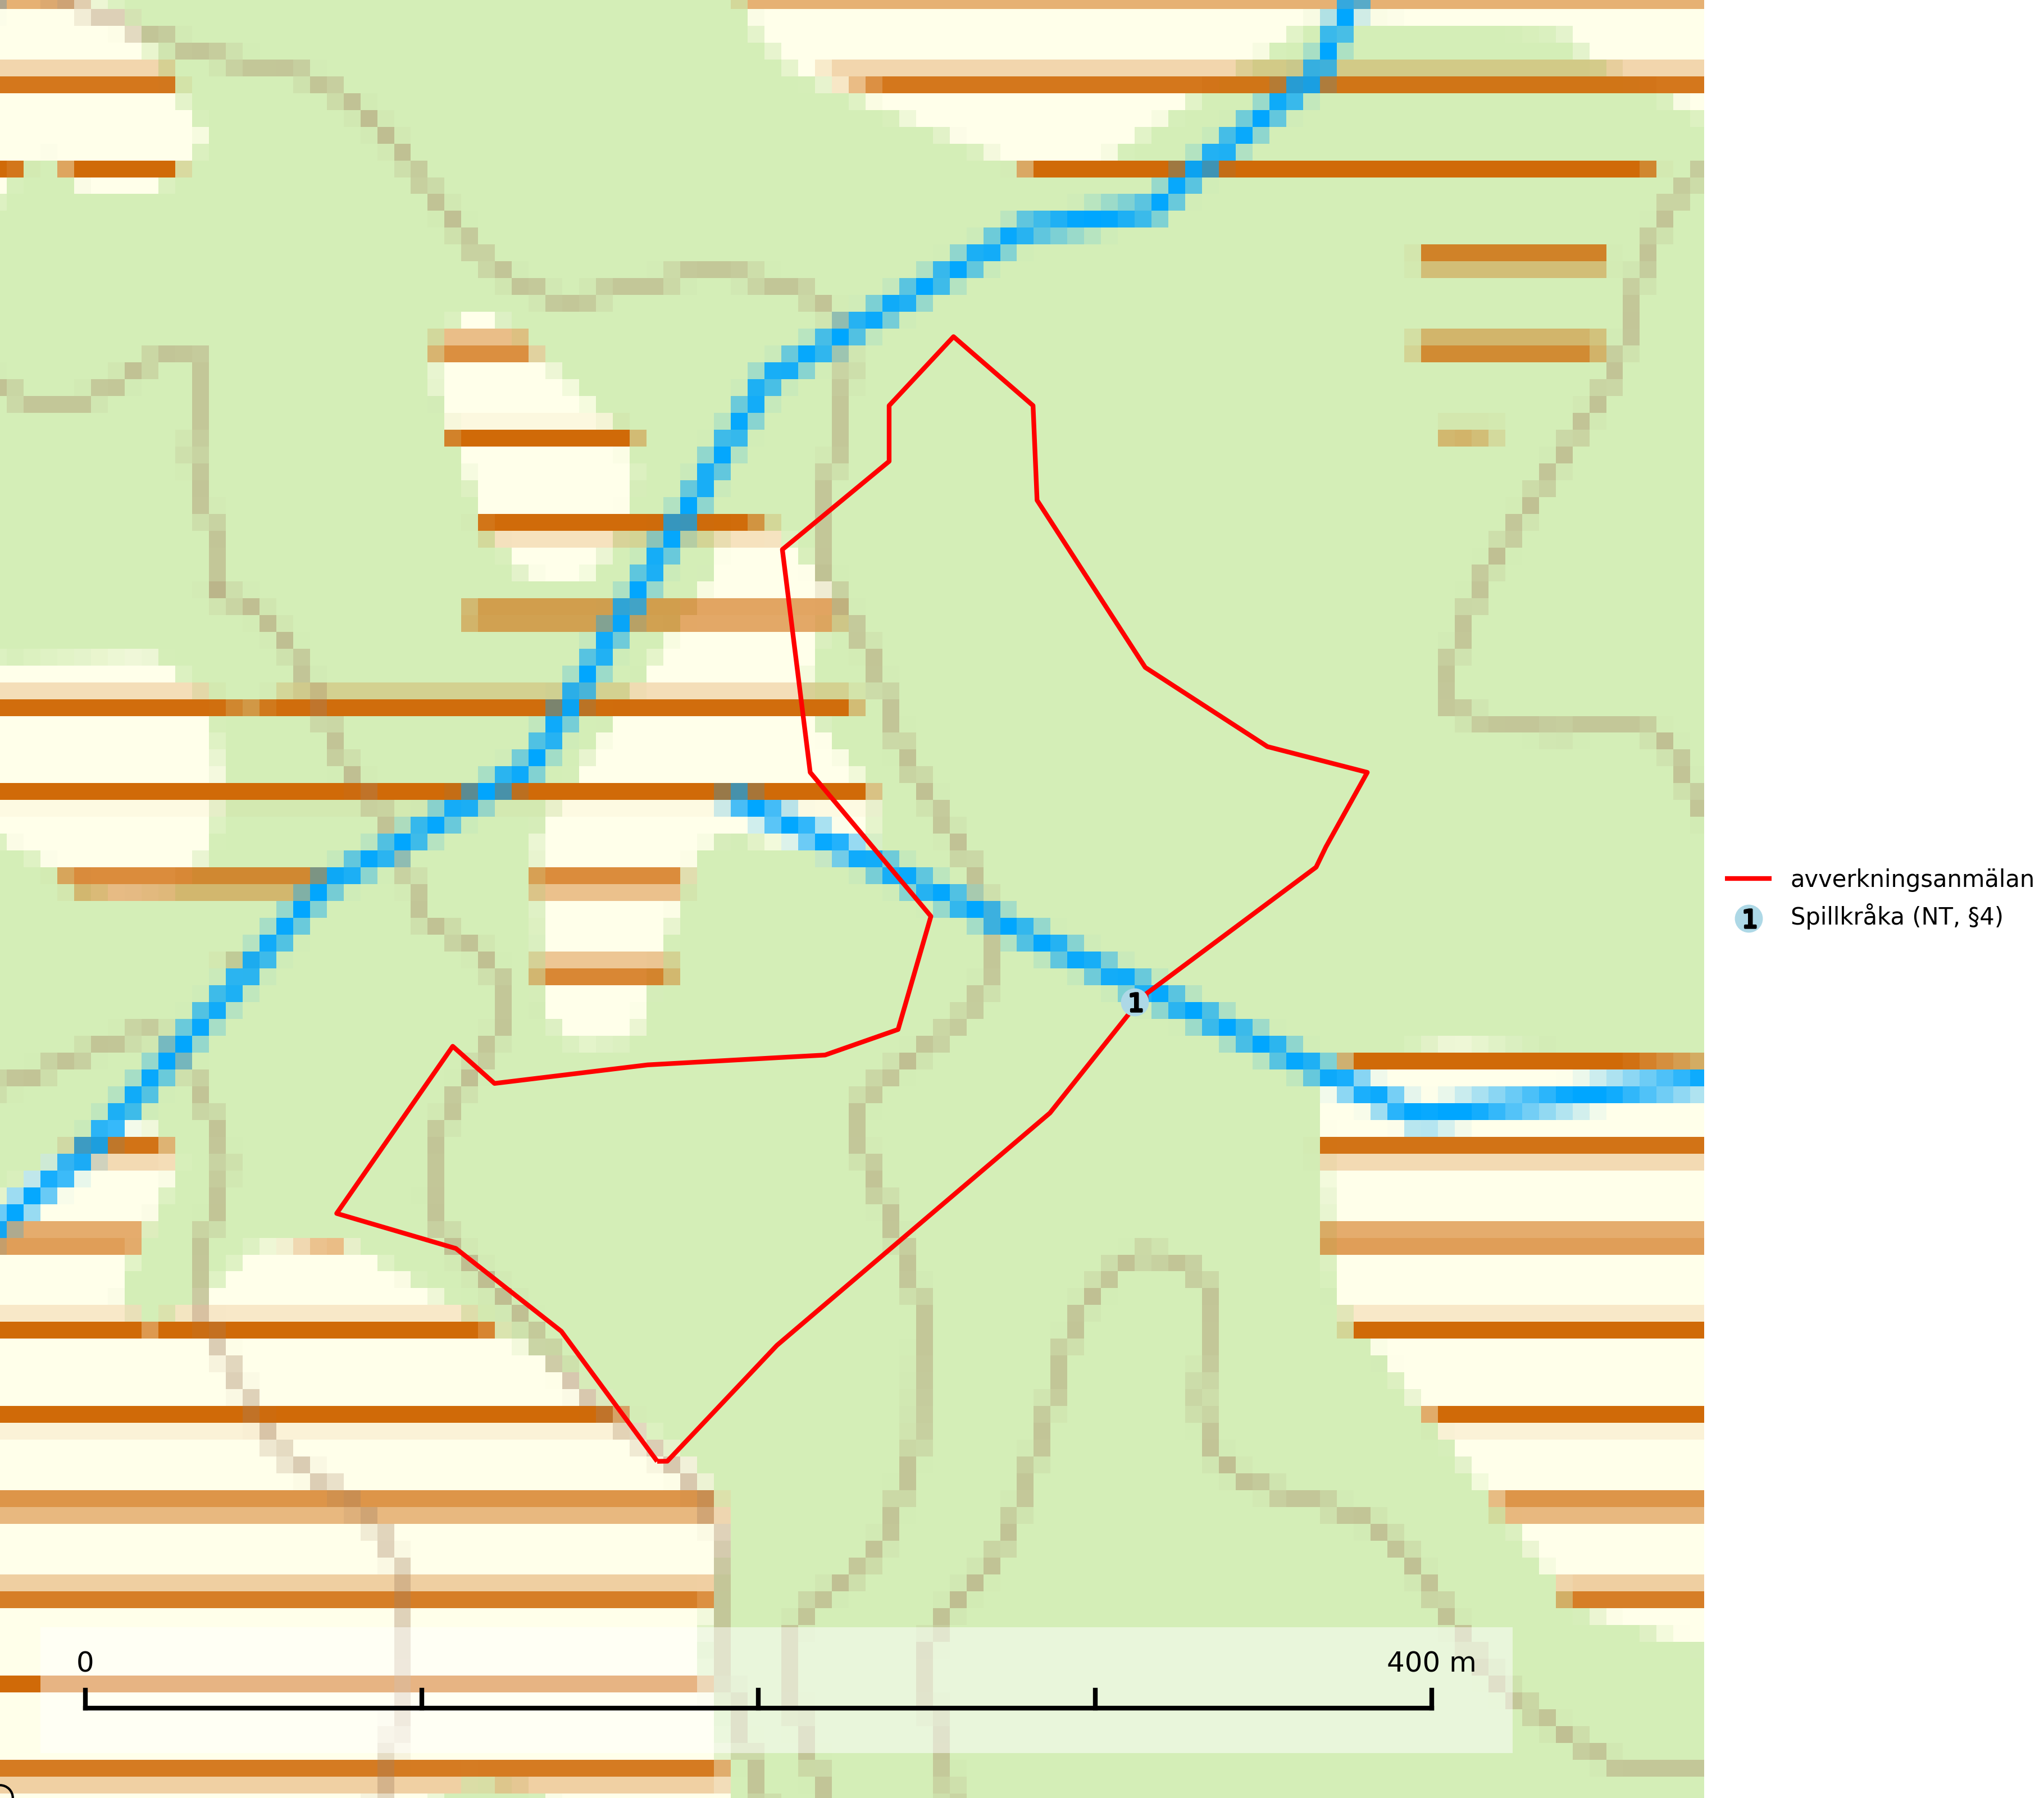 avverkningsanmälan
1 Spillkråka (NT, §4)
1
0 400 m